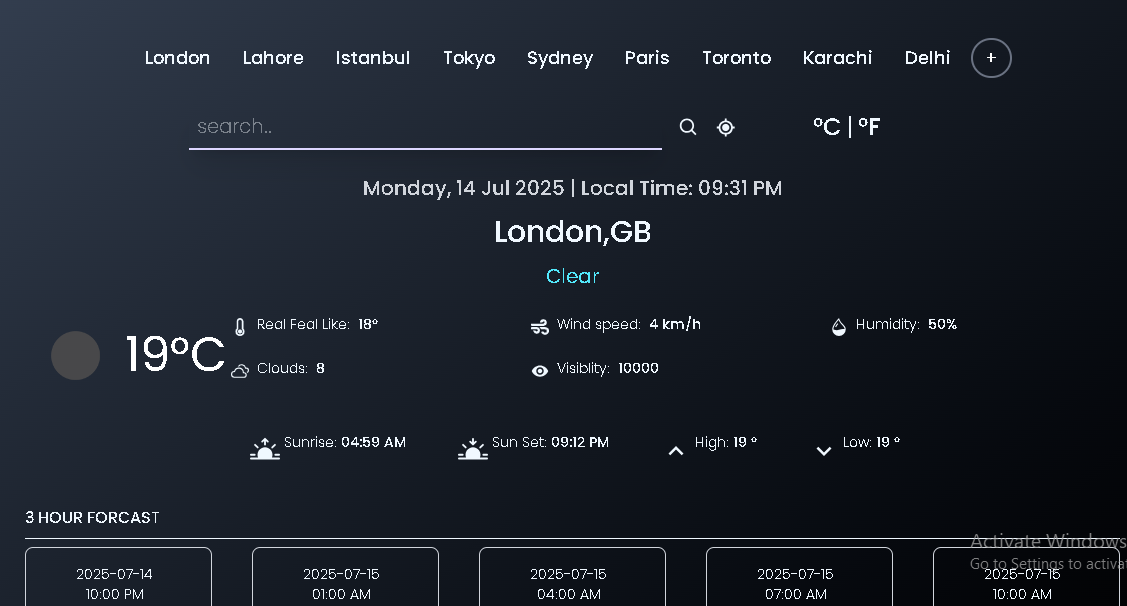 London Lahore Istanbul Tokyo Sydney Paris Toronto Karachi Delhi +
search..
°C | °F
Monday, 14 Jul 2025 | Local Time: 09:31 PM
London,GB
Clear
19°C
Real Feal Like: 18°
Wind speed: 4 km/h
Humidity: 50%
Clouds: 8
Visiblity: 10000
Sunrise: 04:59 AM
Sun Set: 09:12 PM
High: 19 °
Low: 19 °
3 HOUR FORCAST
2025-07-14
10:00 PM
2025-07-15
01:00 AM
2025-07-15
04:00 AM
2025-07-15
07:00 AM
2025-07-15
10:00 AM
Activate Windows
Go to Settings to activat